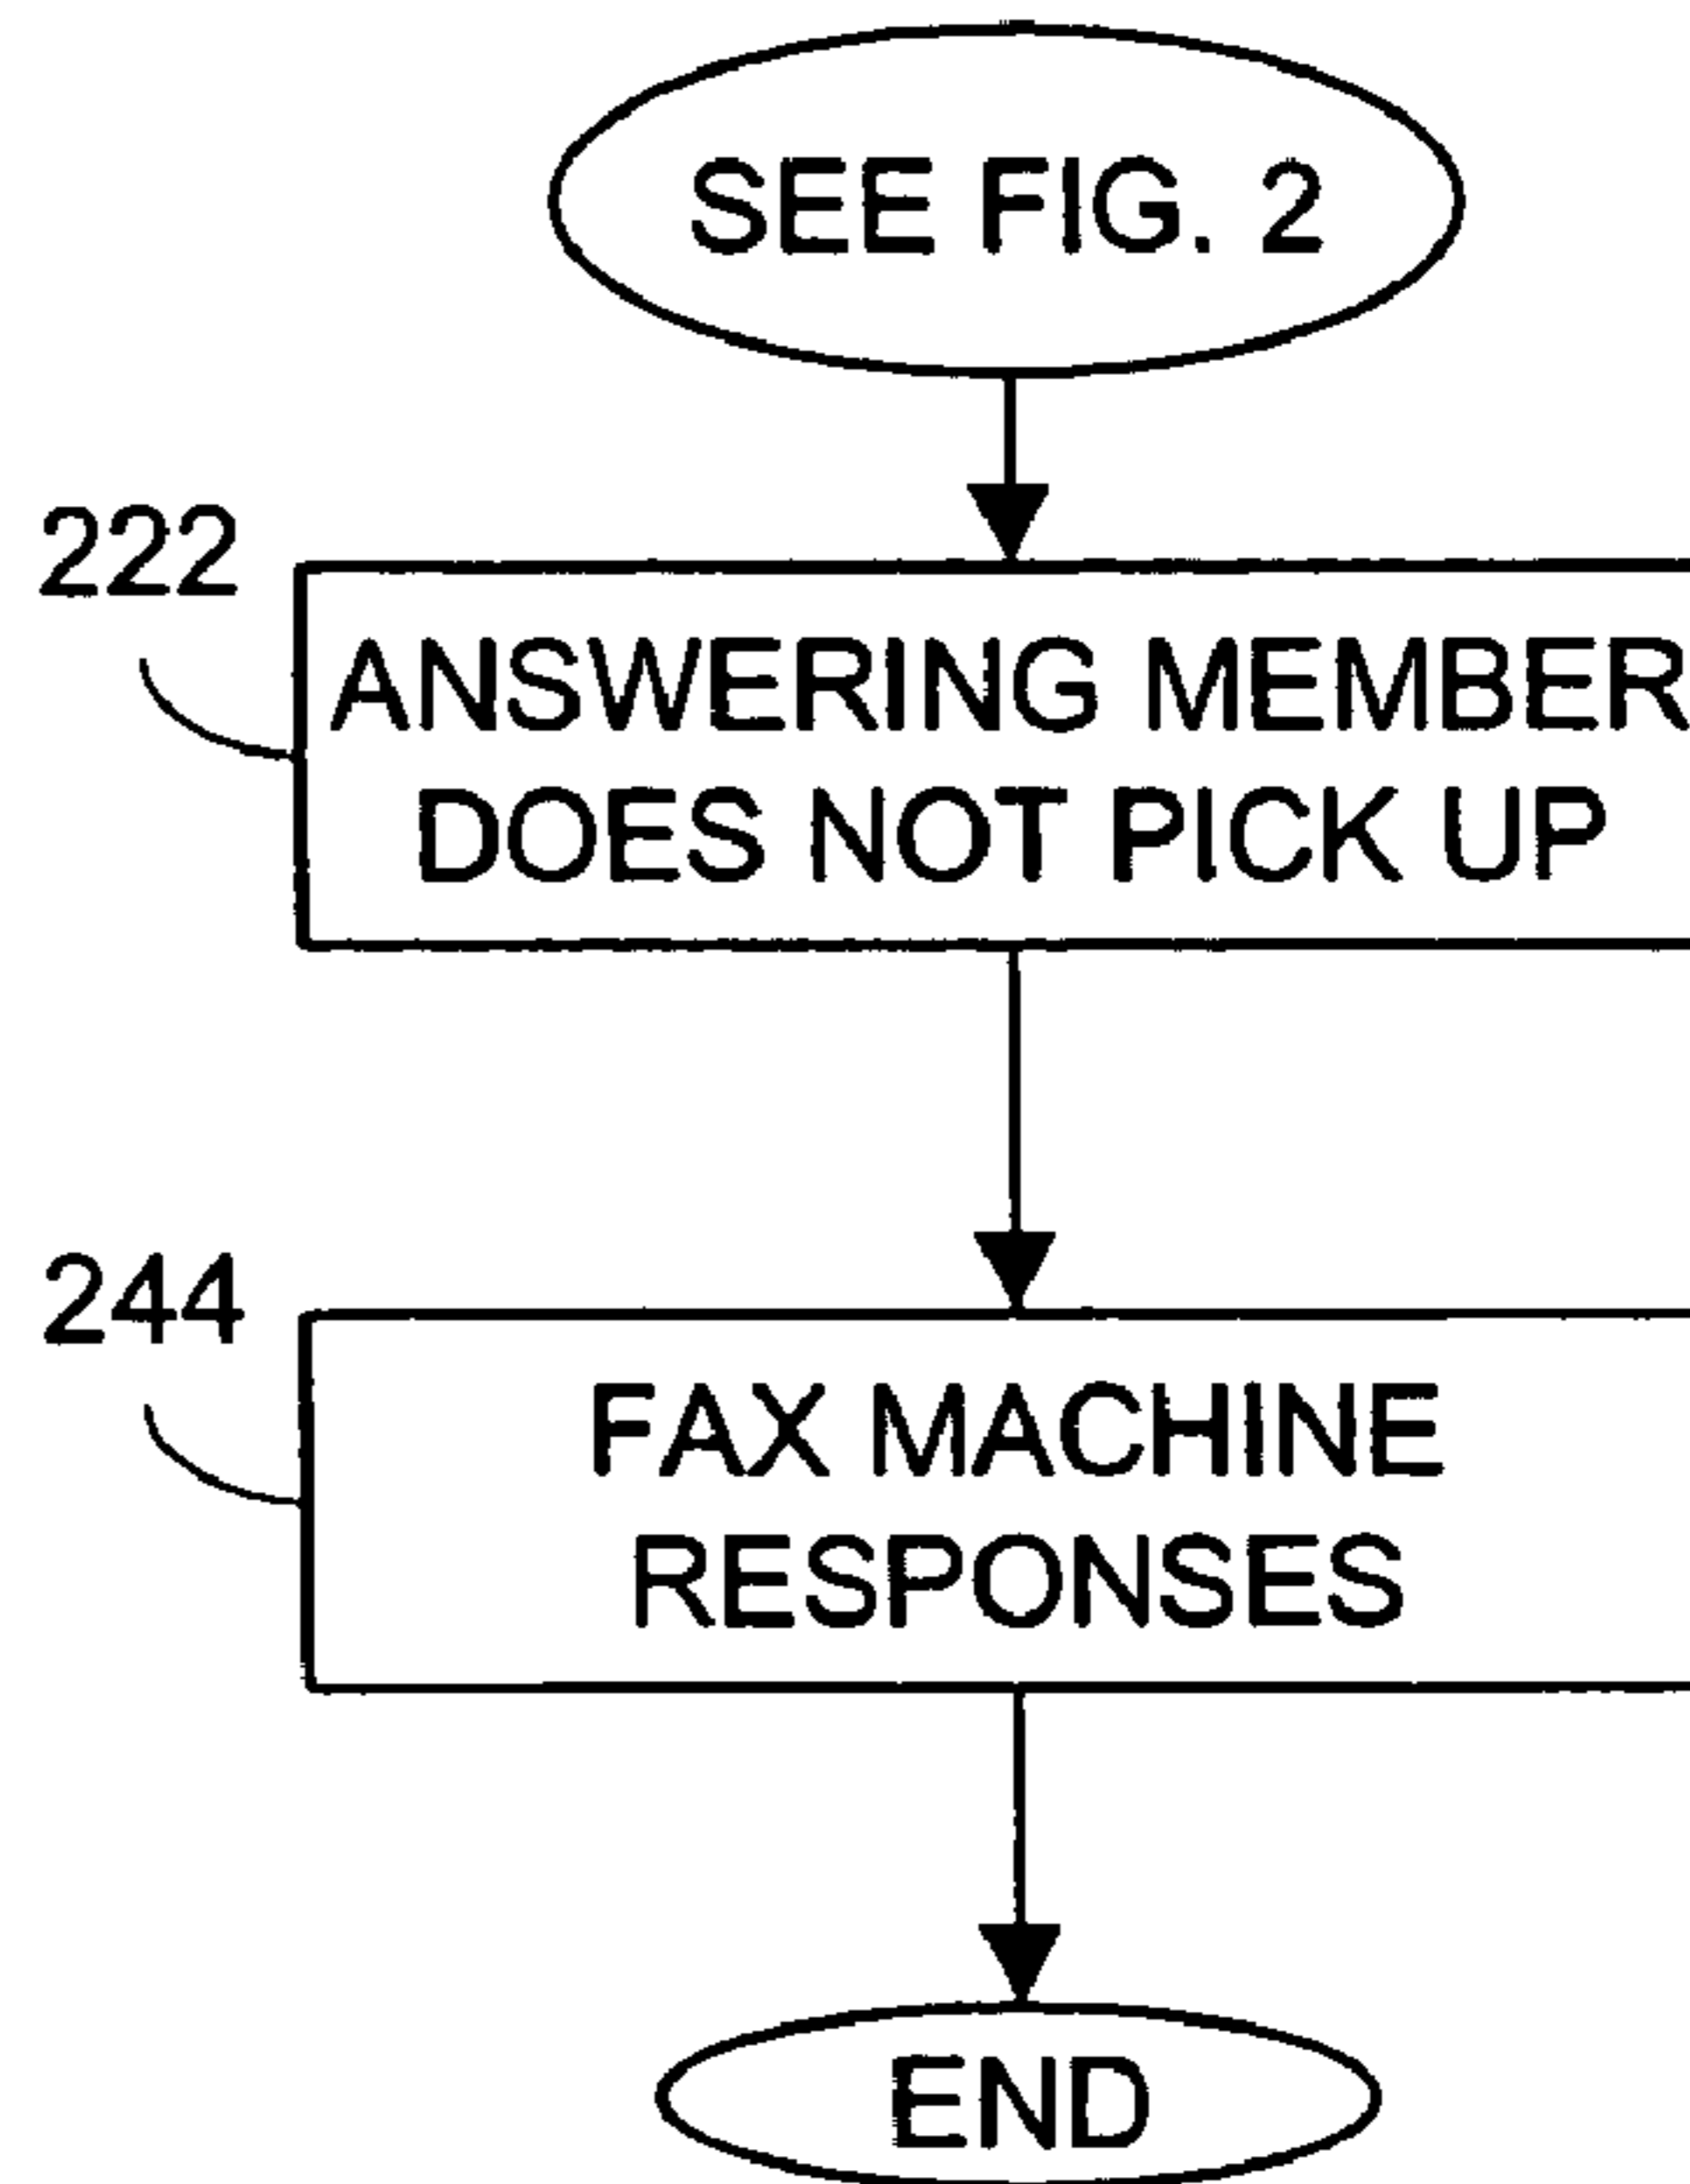 SEE FIG. 2
222
ANSWERING MEMBER
DOES NOT PICK UP
244
FAX MACHINE
RESPONSES
END